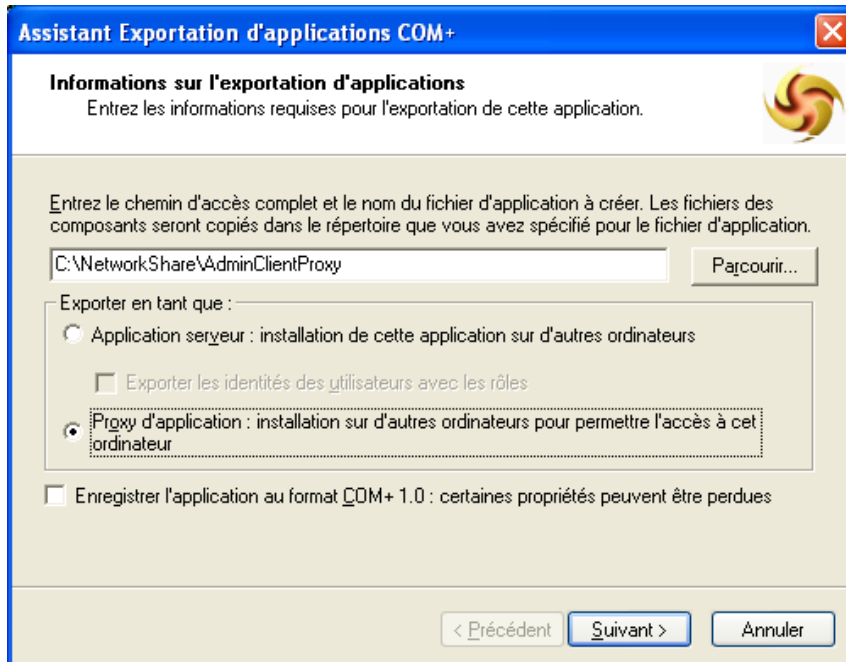 Assistant Exportation d'applications COM+
Informations sur l'exportation d'applications
Entrez les informations requises pour l'exportation de cette application.
Entrez le chemin d'accès complet et le nom du fichier d'application à créer. Les fichiers des
composants seront copiés dans le répertoire que vous avez spécifié pour le fichier d'application.
C:\NetworkShare\AdminClientProxy
Parcourir...
Exporter en tant que :
Application serveur : installation de cette application sur d'autres ordinateurs
Exporter les identités des utilisateurs avec les rôles
Proxy d'application : installation sur d'autres ordinateurs pour permettre l'accès à cet
ordinateur
Enregistrer l'application au format COM+ 1.0 : certaines propriétés peuvent être perdues
< Précédent
Suivant >
Annuler